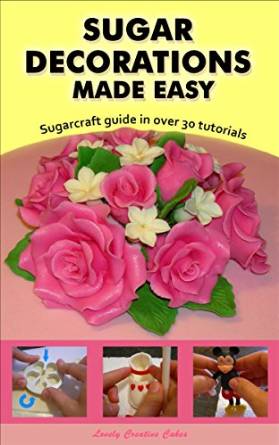 SUGAR
DECORATIONS
MADE EASY
Sugarcraft guide in over 30 tutorials
Lovely Creative Cakes